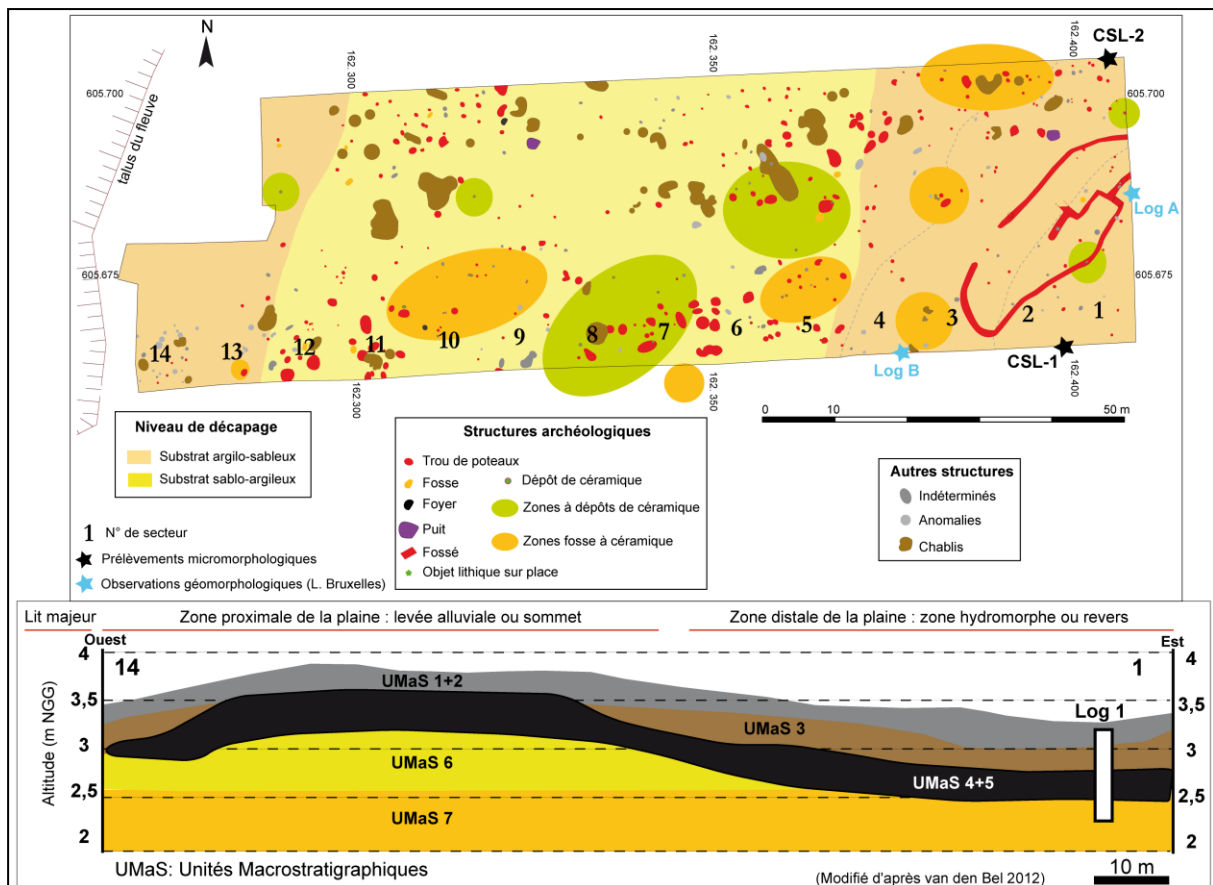 N
CSL-2
162.400
162.350
162.300
605.700
605.700
talus du fleuve
Log A
605.675
605.675
14
13
12
11
10
9
8
7
6
5
4
3
2
1
Log B
CSL-1
162.300
162.350
162.400
0 10 50 m
Niveau de décapage
Substrat argilo-sableux
Substrat sablo-argileux
1 N° de secteur
Prélèvements micromorphologiques
Observations géomorphologiques (L. Bruxelles)
Structures archéologiques
Trou de poteaux
Fosse
Foyer
Puit
Fossé
Objet lithique sur place
Dépôt de céramique
Zones à dépôts de céramique
Zones fosse à céramique
Autres structures
Indéterminés
Anomalies
Chablis
Lit majeur
Zone proximale de la plaine : levée alluviale ou sommet
Zone distale de la plaine : zone hydromorphe ou revers
Ouest
Est
4
14
1
4
UMaS 1+2
3,5
3,5
Log 1
UMaS 3
3
3
UMaS 6
UMaS 4+5
2,5
2,5
UMaS 7
2
2
Altitude (m NGG)
UMaS: Unités Macrostratigraphiques
(Modifié d'après van den Bel 2012)
10 m